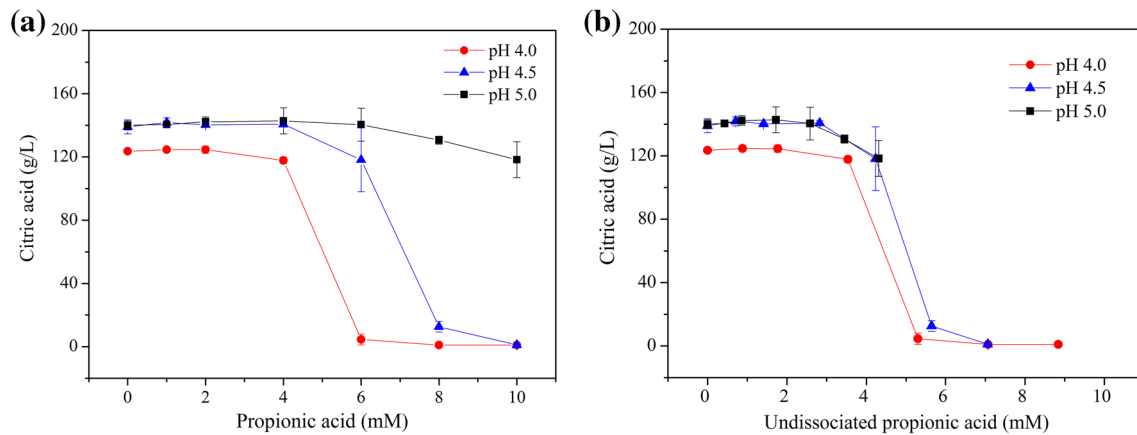 (a)
200
160
120
80
40
0
Citric acid (g/L)
pH 4.0
pH 4.5
pH 5.0
0 2 4 6 8 10
Propionic acid (mM)
(b)
200
160
120
80
40
0
Citric acid (g/L)
pH 4.0
pH 4.5
pH 5.0
0 2 4 6 8 10
Undissociated propionic acid (mM)